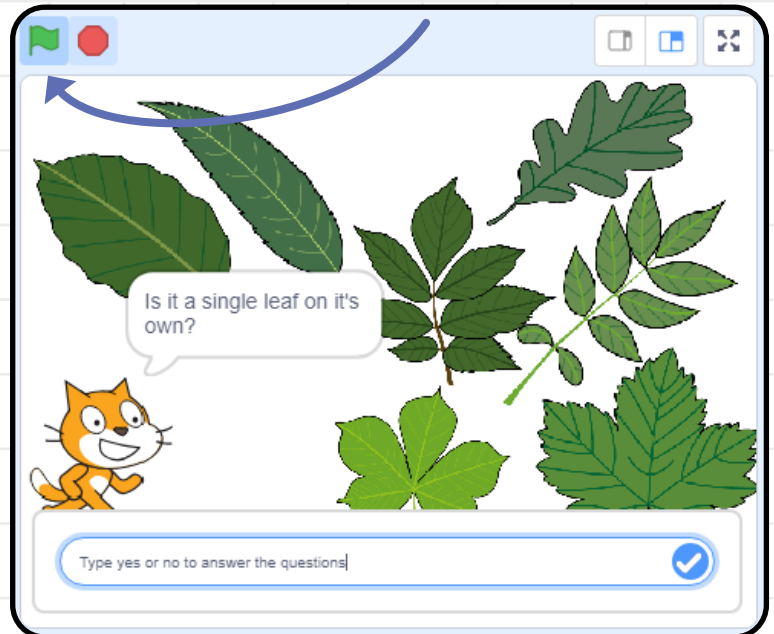 Is it a single leaf on it's
own?
Type yes or no to answer the questions